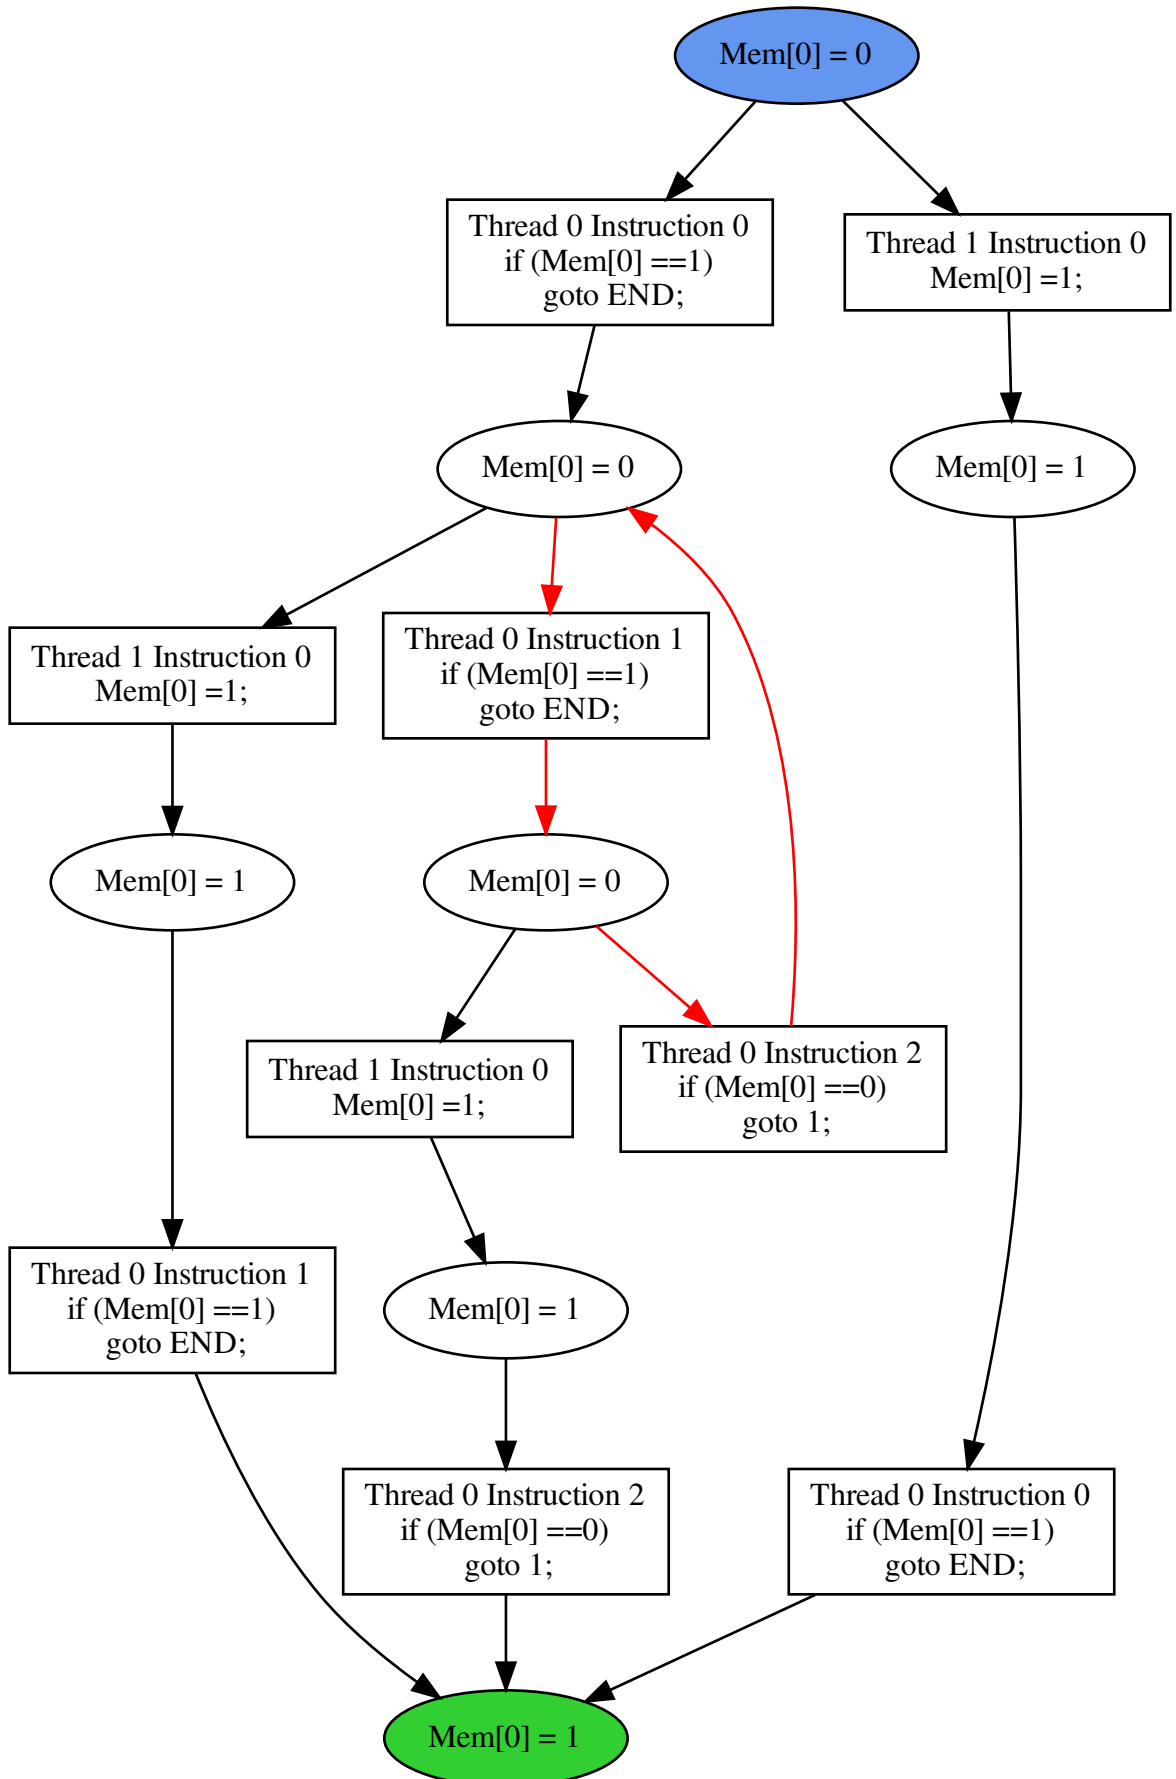 Mem[0] = 0
Thread 0 Instruction 0
if (Mem[0] ==1)
goto END;
Thread 1 Instruction 0
Mem[0] =1;
Mem[0] = 0
Mem[0] = 1
Thread 1 Instruction 0
Mem[0] =1;
Thread 0 Instruction 1
if (Mem[0] ==1)
goto END;
Mem[0] = 1
Mem[0] = 0
Thread 1 Instruction 0
Mem[0] =1;
Thread 0 Instruction 2
if (Mem[0] ==0)
goto 1;
Thread 0 Instruction 1
if (Mem[0] ==1)
goto END;
Mem[0] = 1
Thread 0 Instruction 2
if (Mem[0] ==0)
goto 1;
Thread 0 Instruction 0
if (Mem[0] ==1)
goto END;
Mem[0] = 1